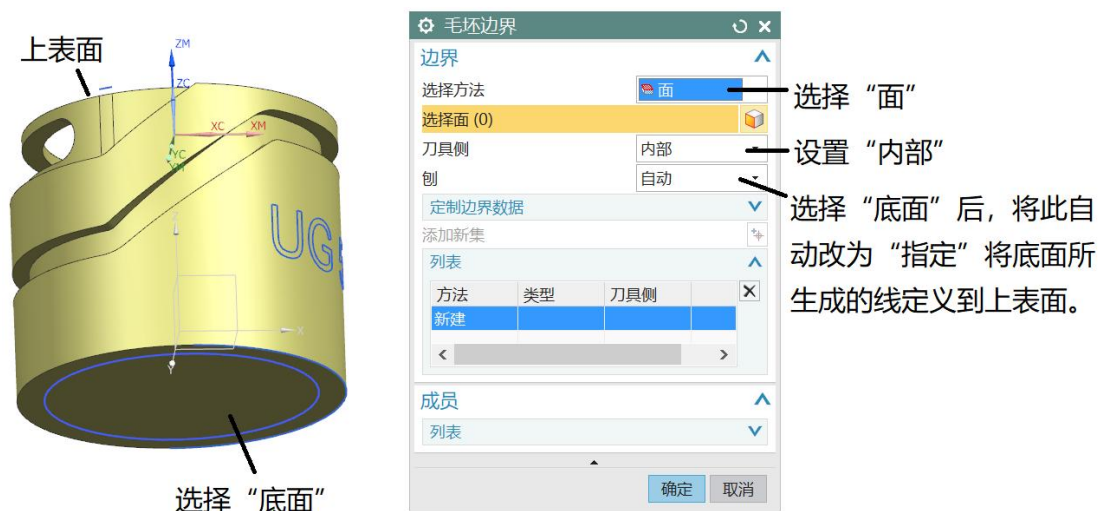 上表面
ZM
ZC
XC
XM
YC
YM
Z
UG
X
Y
选择“底面”
毛坯边界
边界
选择方法
面
选择面 (0)
刀具侧
内部
刨
自动
定制边界数据
添加新集
列表
方法
类型
刀具侧
新建
成员
列表
确定
取消
选择“面”
设置“内部”
选择“底面”后，将此自
动改为“指定”将底面所
生成的线定义到上表面。